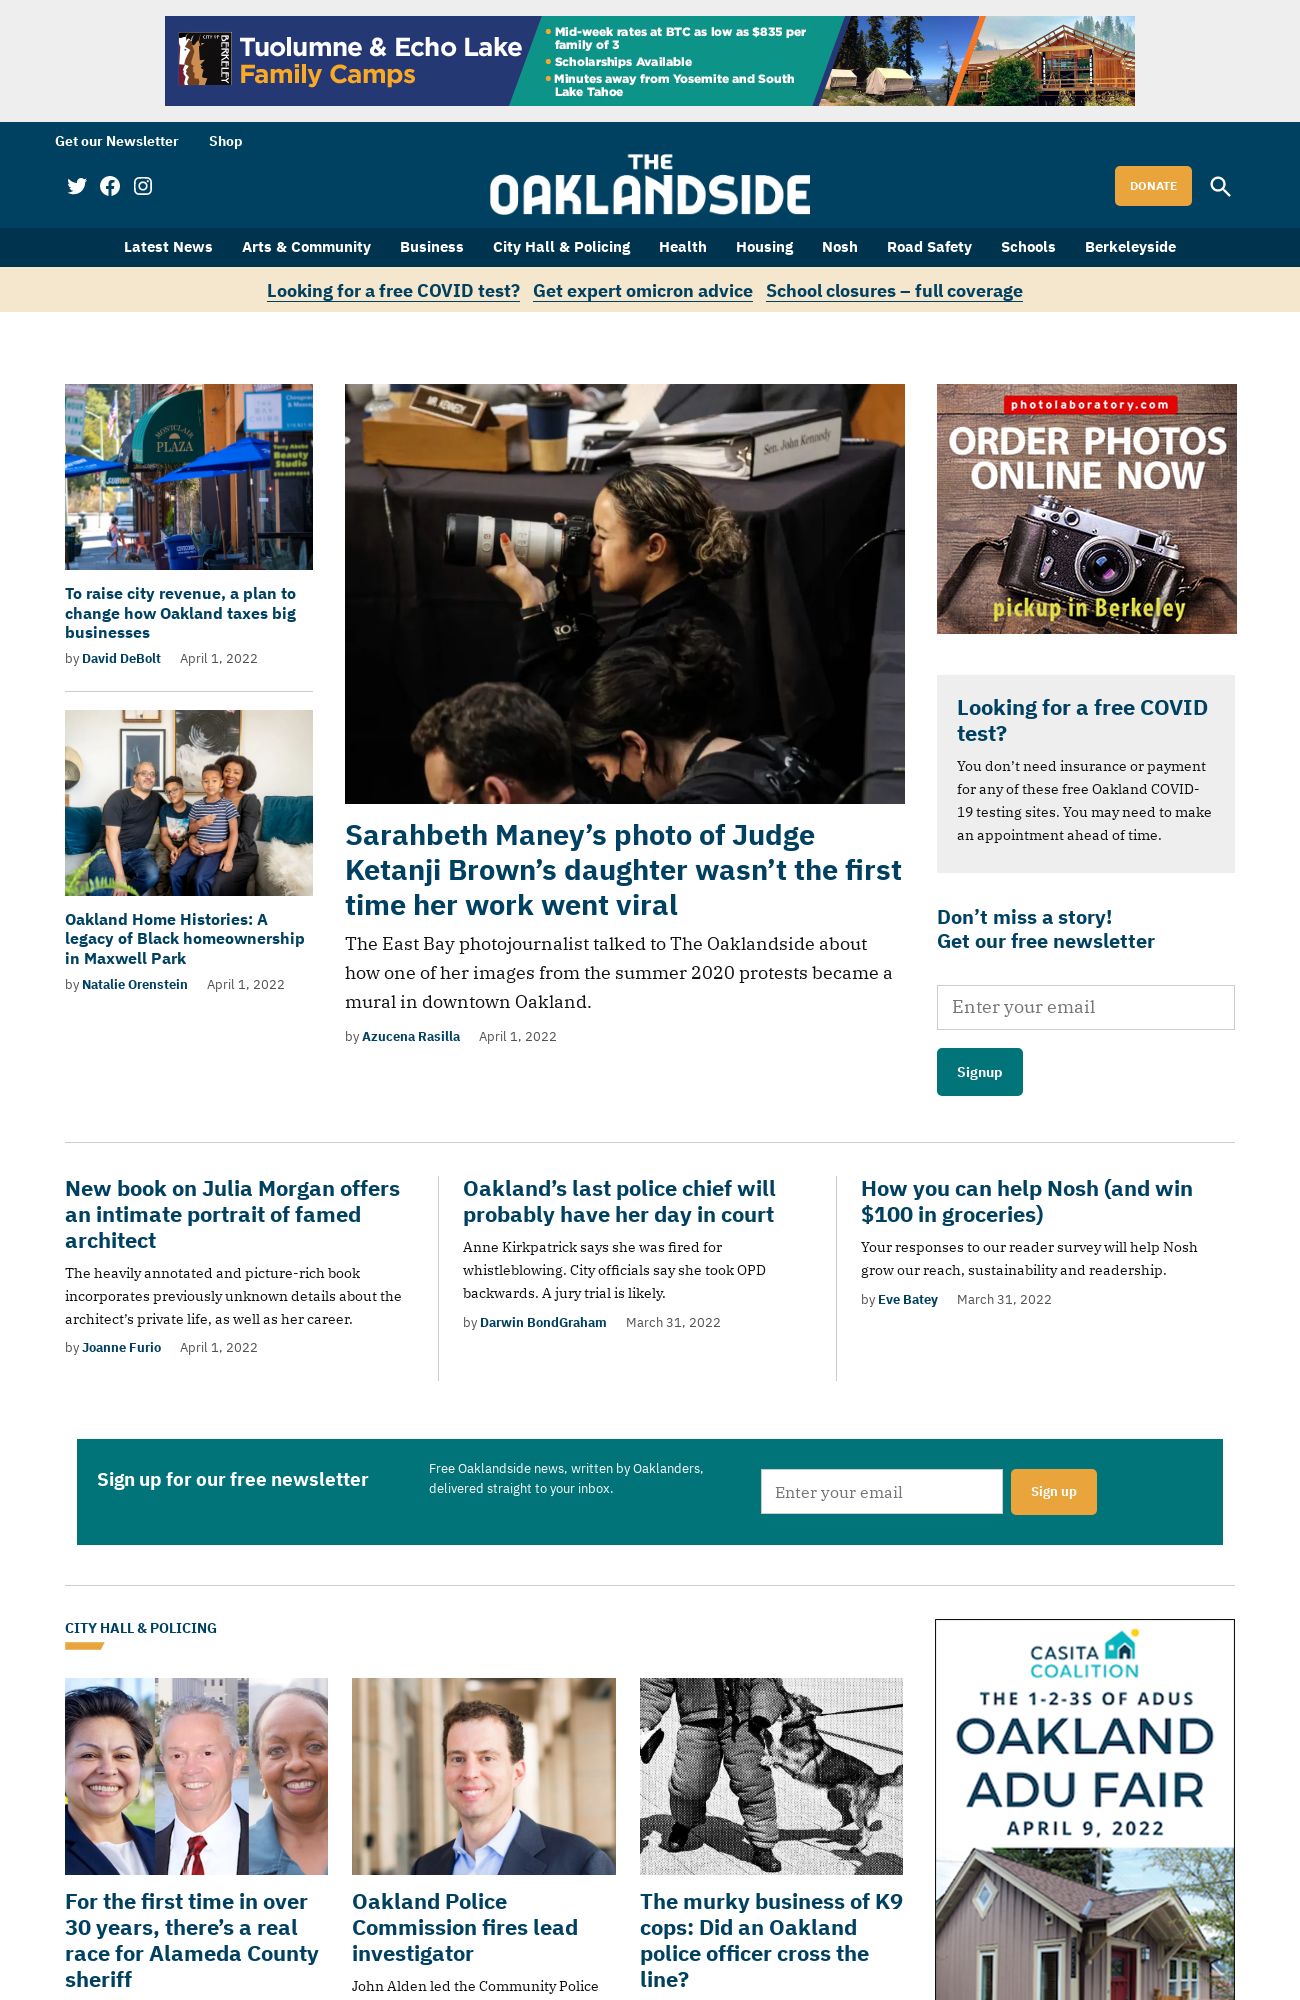 Tuolumne & Echo Lake
Family Camps
CITY OF
BERKELEY
• Mid-week rates at BTC as low as $835 per
family of 3
• Scholarships Available
• Minutes away from Yosemite and South
Lake Tahoe
Get our Newsletter Shop
THE
OAKLANDSIDE
DONATE
Latest News Arts & Community Business City Hall & Policing Health Housing Nosh Road Safety Schools Berkeleyside
Looking for a free COVID test? Get expert omicron advice School closures – full coverage
MONTCLAIR
PLAZA
SUBWAY
Beauty
Studio
To raise city revenue, a plan to
change how Oakland taxes big
businesses
by David DeBolt April 1, 2022
Oakland Home Histories: A
legacy of Black homeownership
in Maxwell Park
by Natalie Orenstein April 1, 2022
MR. KENNEDY
Sen. John Kennedy
Sarahbeth Maney’s photo of Judge
Ketanji Brown’s daughter wasn’t the first
time her work went viral
The East Bay photojournalist talked to The Oaklandside about
how one of her images from the summer 2020 protests became a
mural in downtown Oakland.
by Azucena Rasilla April 1, 2022
photolaboratory.com
ORDER PHOTOS
ONLINE NOW
pickup in Berkeley
Looking for a free COVID
test?
You don’t need insurance or payment
for any of these free Oakland COVID-
19 testing sites. You may need to make
an appointment ahead of time.
Don’t miss a story!
Get our free newsletter
Enter your email
Signup
New book on Julia Morgan offers
an intimate portrait of famed
architect
The heavily annotated and picture-rich book
incorporates previously unknown details about the
architect’s private life, as well as her career.
by Joanne Furio April 1, 2022
Oakland’s last police chief will
probably have her day in court
Anne Kirkpatrick says she was fired for
whistleblowing. City officials say she took OPD
backwards. A jury trial is likely.
by Darwin BondGraham March 31, 2022
How you can help Nosh (and win
$100 in groceries)
Your responses to our reader survey will help Nosh
grow our reach, sustainability and readership.
by Eve Batey March 31, 2022
Sign up for our free newsletter
Free Oaklandside news, written by Oaklanders,
delivered straight to your inbox.
Enter your email
Sign up
CITY HALL & POLICING
For the first time in over
30 years, there’s a real
race for Alameda County
sheriff
Oakland Police
Commission fires lead
investigator
John Alden led the Community Police
The murky business of K9
cops: Did an Oakland
police officer cross the
line?
CASITA
COALITION
THE 1-2-3S OF ADUS
OAKLAND
ADU FAIR
APRIL 9, 2022